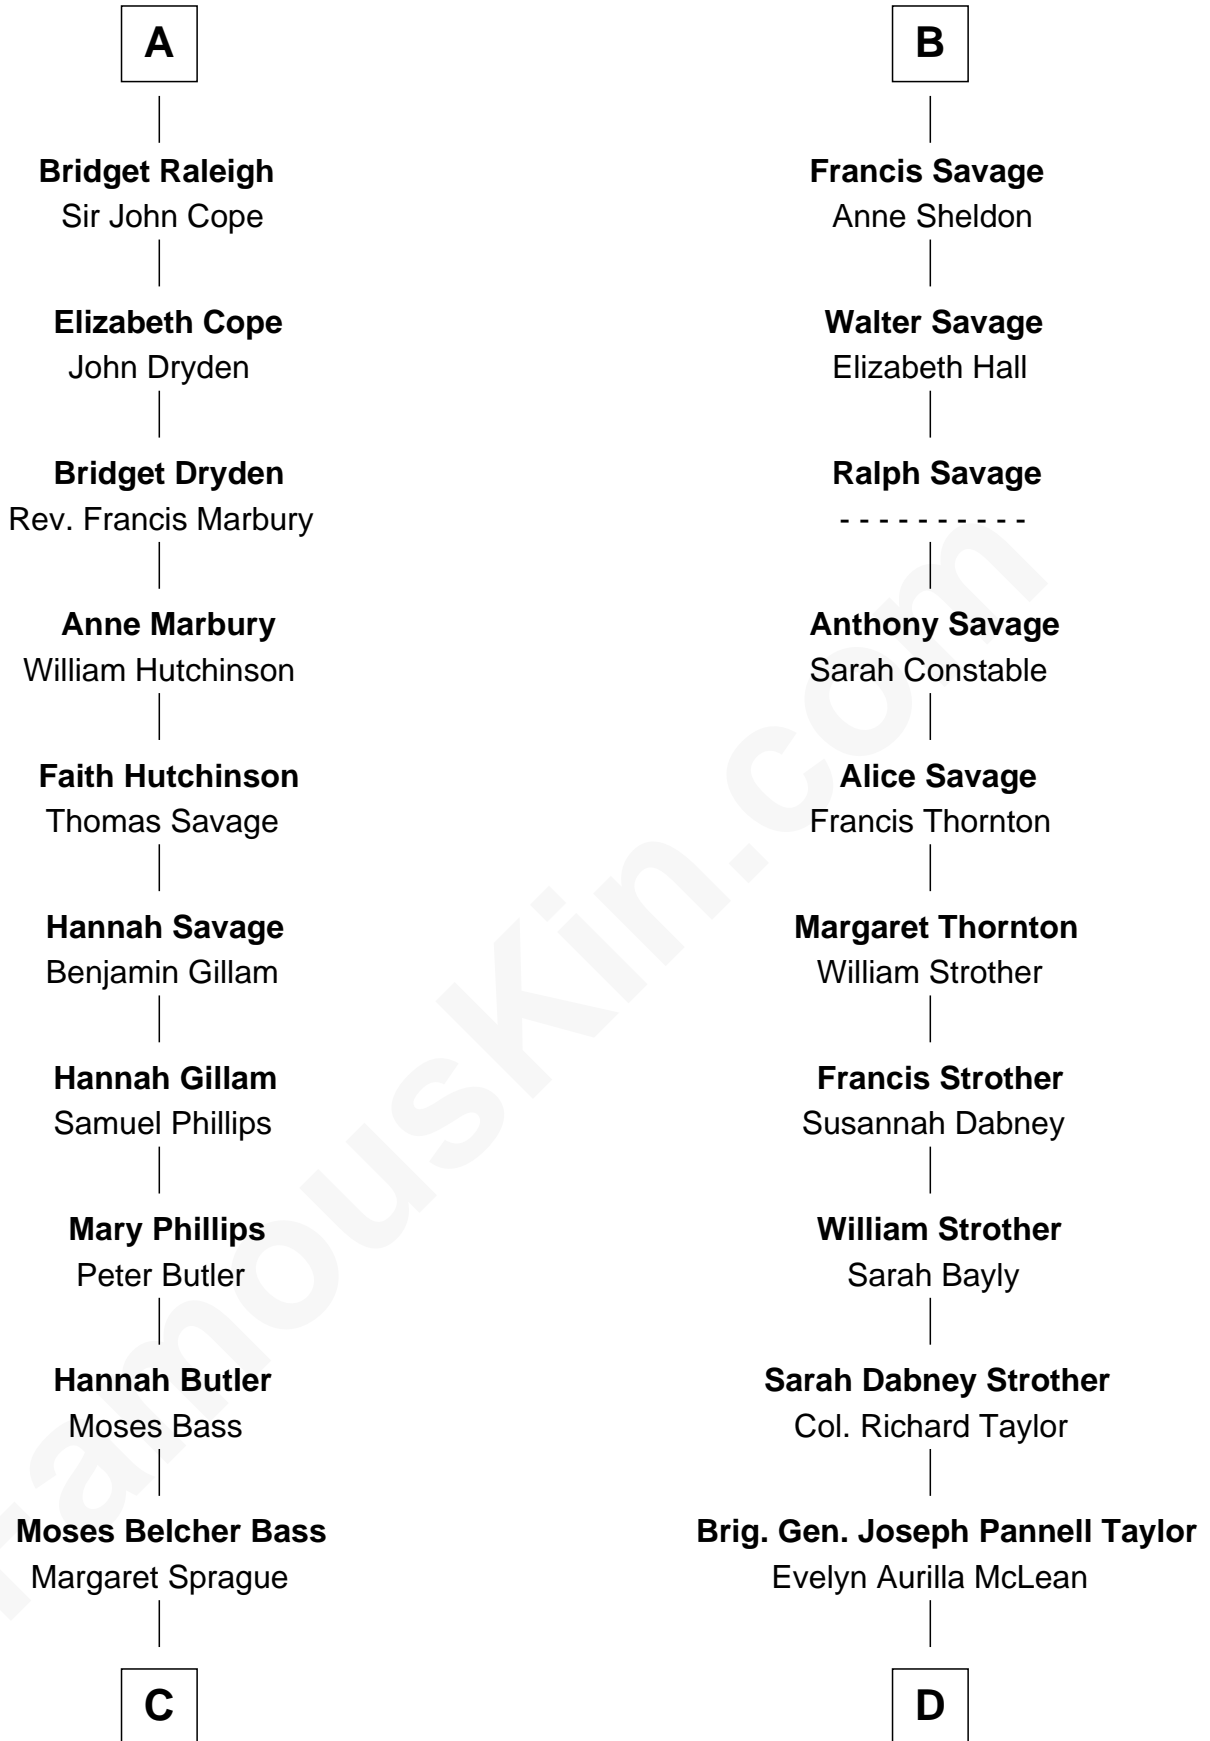 A
Bridget Raleigh
Sir John Cope
Elizabeth Cope
John Dryden
Bridget Dryden
Rev. Francis Marbury
Anne Marbury
William Hutchinson
Faith Hutchinson
Thomas Savage
Hannah Savage
Benjamin Gillam
Hannah Gillam
Samuel Phillips
Mary Phillips
Peter Butler
Hannah Butler
Moses Bass
Moses Belcher Bass
Margaret Sprague
C
B
Francis Savage
Anne Sheldon
Walter Savage
Elizabeth Hall
Ralph Savage
- - - - - - - - - -
Anthony Savage
Sarah Constable
Alice Savage
Francis Thornton
Margaret Thornton
William Strother
Francis Strother
Susannah Dabney
William Strother
Sarah Bayly
Sarah Dabney Strother
Col. Richard Taylor
Brig. Gen. Joseph Pannell Taylor
Evelyn Aurilla McLean
D
FamousKin.com